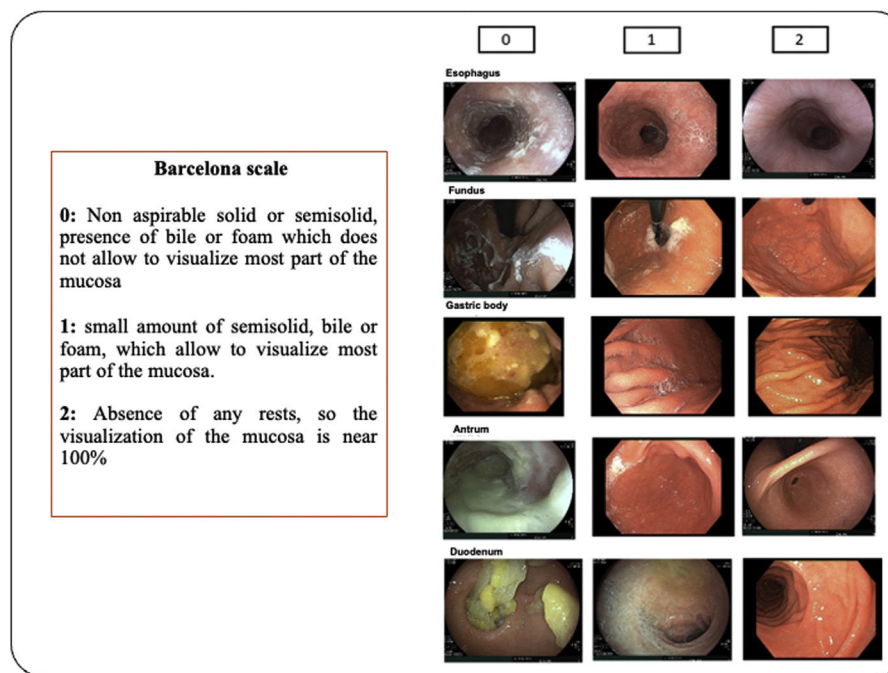 0 1 2
Esophagus
Fundus
Gastric body
Antrum
Duodenum
Barcelona scale
0: Non aspirable solid or semisolid,
presence of bile or foam which does
not allow to visualize most part of the
mucosa
1: small amount of semisolid, bile or
foam, which allow to visualize most
part of the mucosa.
2: Absence of any rests, so the
visualization of the mucosa is near
100%